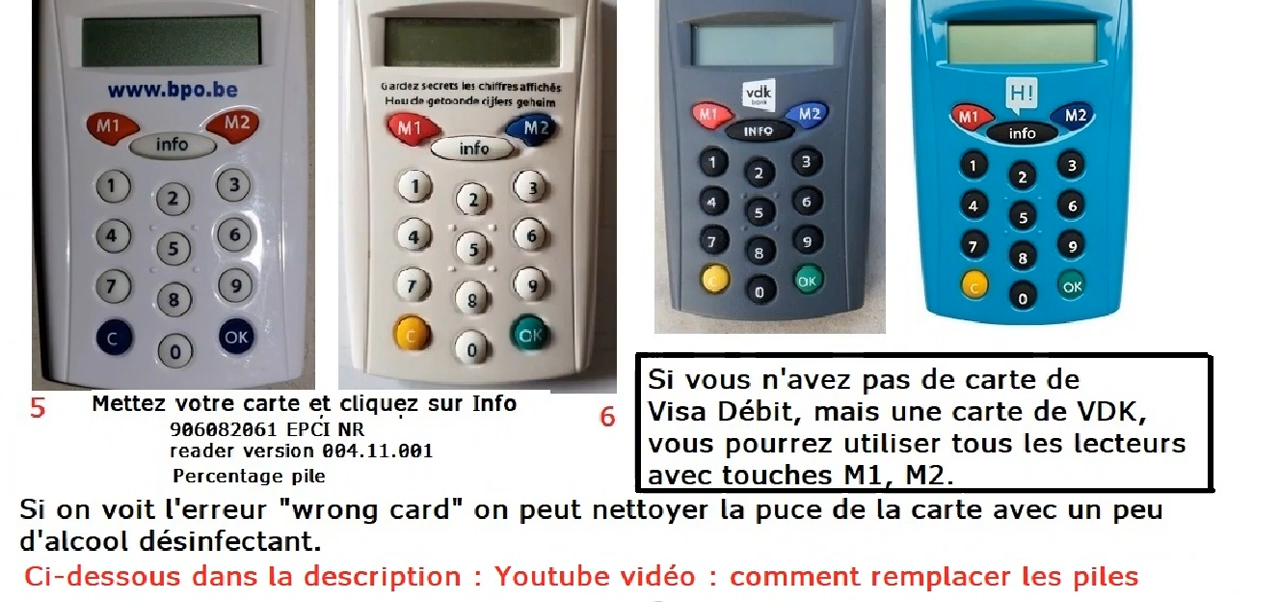 www.bpo.be
M1 M2
info
1 2 3
4 5 6
7 8 9
C 0 OK
Gardez secrets les chiffres affichés
Houd e getoonde cijfers geheim
M1 M2
info
1 2 3
4 5 6
7 8 9
C 0 OK
vdk
bank
M1 M2
INFO
1 2 3
4 5 6
7 8 9
C 0 OK
H!
M1 M2
info
1 2 3
4 5 6
7 8 9
C 0 OK
5 Mettez votre carte et cliquez sur Info
906082061 EPCI NR
reader version 004.11.001
Percentage pile
6
Si vous n'avez pas de carte de
Visa Débit, mais une carte de VDK,
vous pourrez utiliser tous les lecteurs
avec touches M1, M2.
Si on voit l'erreur "wrong card" on peut nettoyer la puce de la carte avec un peu
d'alcool désinfectant.
Ci-dessous dans la description : Youtube vidéo : comment remplacer les piles